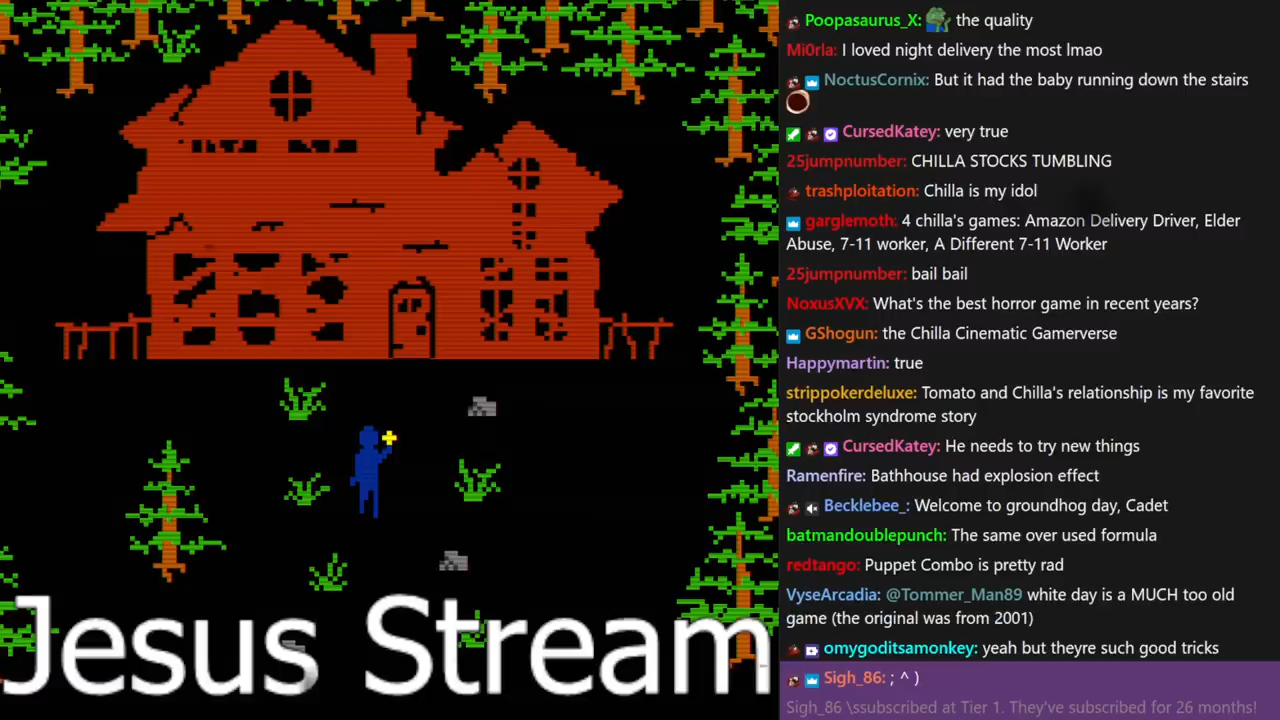 Poopasaurus_X: the quality
Mi0rla: I loved night delivery the most lmao
NoctusCornix: But it had the baby running down the stairs
CursedKatey: very true
25jumpnumber: CHILLA STOCKS TUMBLING
trashploitation: Chilla is my idol
garglemoth: 4 chilla's games: Amazon Delivery Driver, Elder
Abuse, 7-11 worker, A Different 7-11 Worker
25jumpnumber: bail bail
NoxusXVX: What's the best horror game in recent years?
GShogun: the Chilla Cinematic Gamerverse
Happymartin: true
strippokerdeluxe: Tomato and Chilla's relationship is my favorite
stockholm syndrome story
CursedKatey: He needs to try new things
Ramenfire: Bathhouse had explosion effect
Becklebee_: Welcome to groundhog day, Cadet
batmandoublepunch: The same over used formula
redtango: Puppet Combo is pretty rad
VyseArcadia: @Tommer_Man89 white day is a MUCH too old
game (the original was from 2001)
omygoditsamonkey: yeah but theyre such good tricks
Sigh_86: ; ^ )
Sigh_86 \ssubscribed at Tier 1. They've subscribed for 26 months!
Jesus Stream